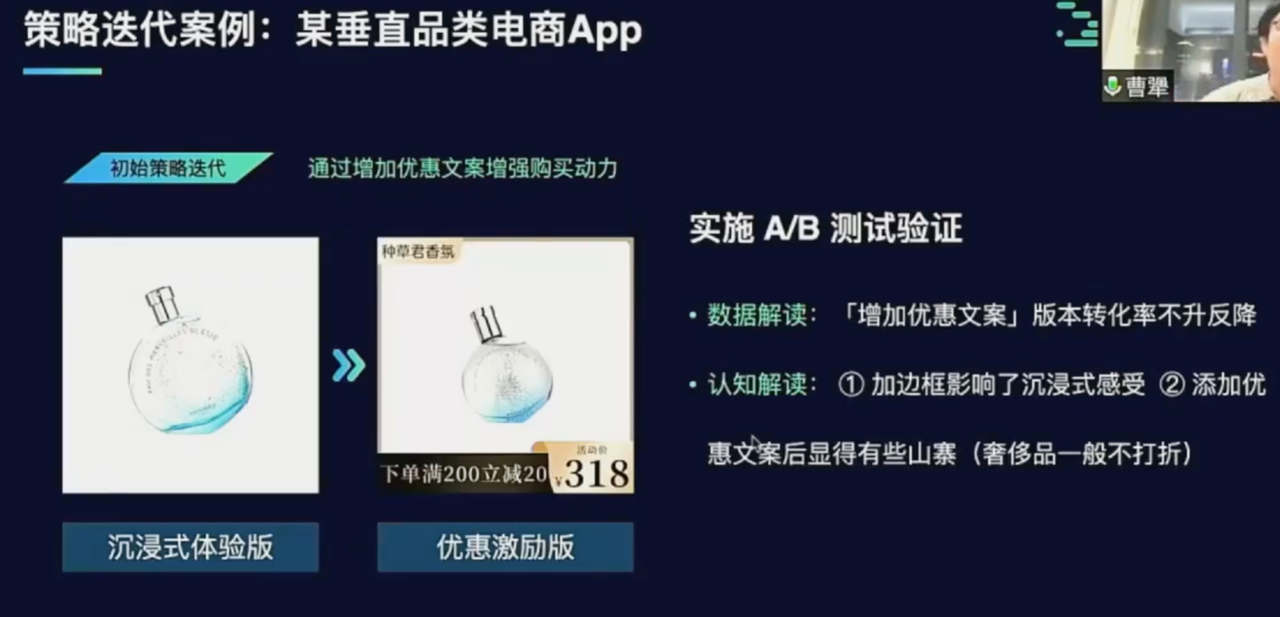 策略迭代案例：某垂直品类电商App
曹犟
初始策略迭代
通过增加优惠文案增强购买动力
种草君香氛
EAU DES MERVEILLES BLEUE
活动价
下单满200立减20
¥318
沉浸式体验版
优惠激励版
实施 A/B 测试验证
• 数据解读：「增加优惠文案」版本转化率不升反降
• 认知解读：① 加边框影响了沉浸式感受 ② 添加优
惠文案后显得有些山寨（奢侈品一般不打折）